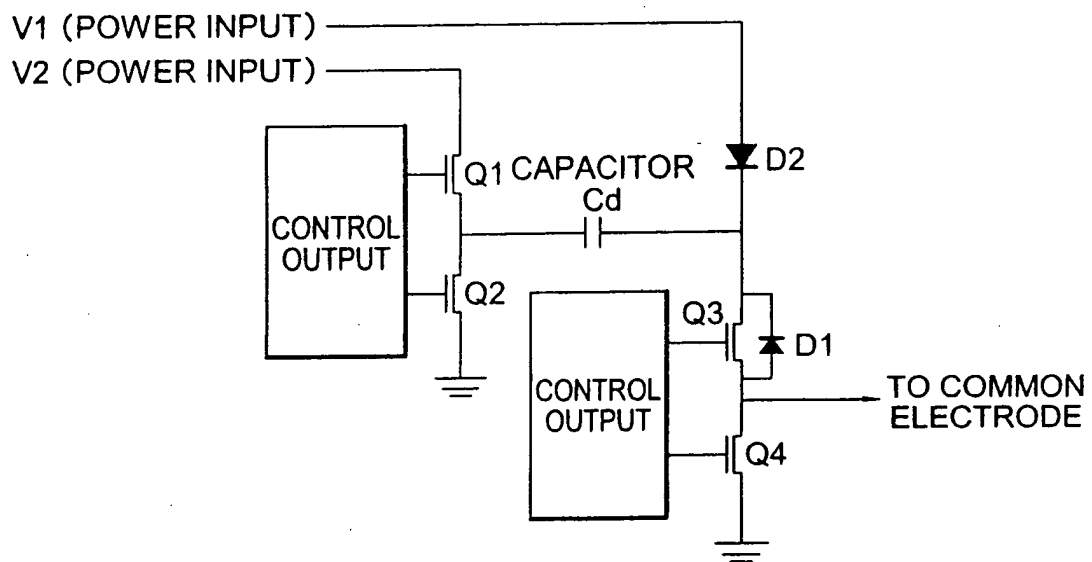 V1 (POWER INPUT)
V2 (POWER INPUT)
Q1
CAPACITOR
Cd
D2
CONTROL
OUTPUT
Q2
Q3
D1
CONTROL
OUTPUT
TO COMMON
ELECTRODE
Q4